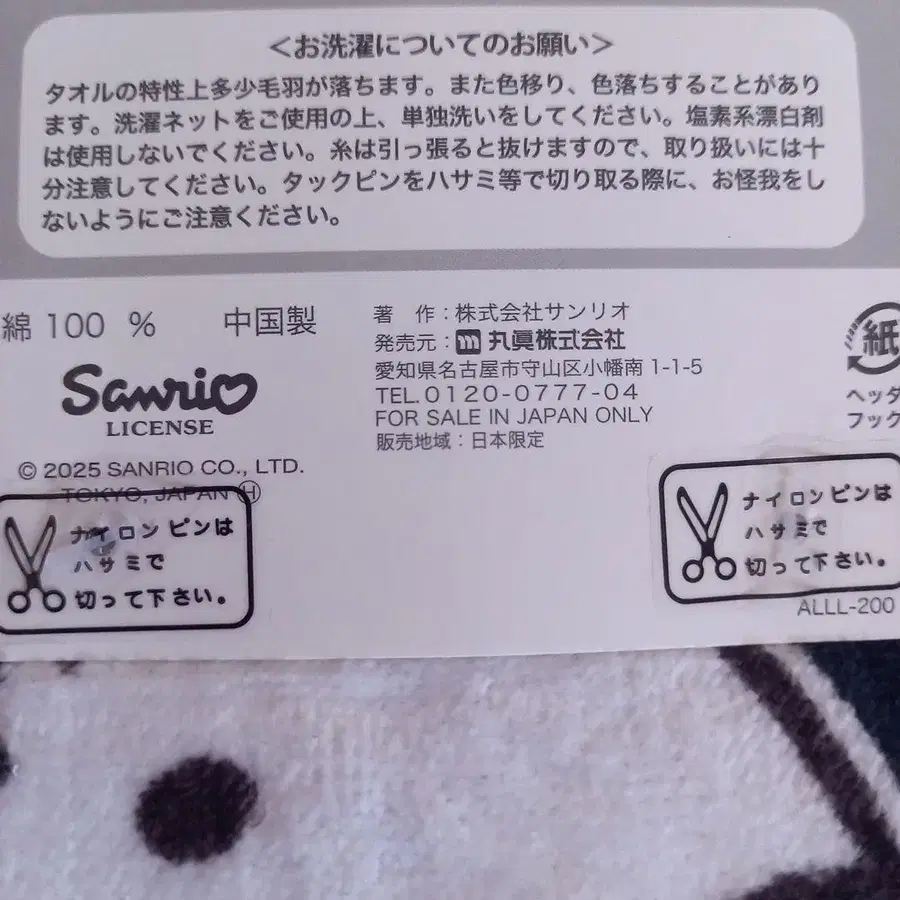 ＜お洗濯についてのお願い＞
タオルの特性上多少毛羽が落ちます。また色移り、色落ちすることがあり
ます。洗濯ネットをご使用の上、単独洗いをしてください。塩素系漂白剤
は使用しないでください。糸は引っ張ると抜けますので、取り扱いには十
分注意してください。タックピンをハサミ等で切り取る際に、お怪我をし
ないようにご注意ください。
綿 100 %
中国製
Sanrio
LICENSE
© 2025 SANRIO CO., LTD.
TOKYO, JAPAN Ⓗ
著　作：株式会社サンリオ
発売元：m 丸眞株式会社
愛知県名古屋市守山区小幡南 1-1-5
TEL.0120-0777-04
FOR SALE IN JAPAN ONLY
販売地域：日本限定
紙
ヘッダ
フック
ナイロンピンは
ハサミで
切って下さい。
ナイロンピンは
ハサミで
切って下さい。
ALLL-200